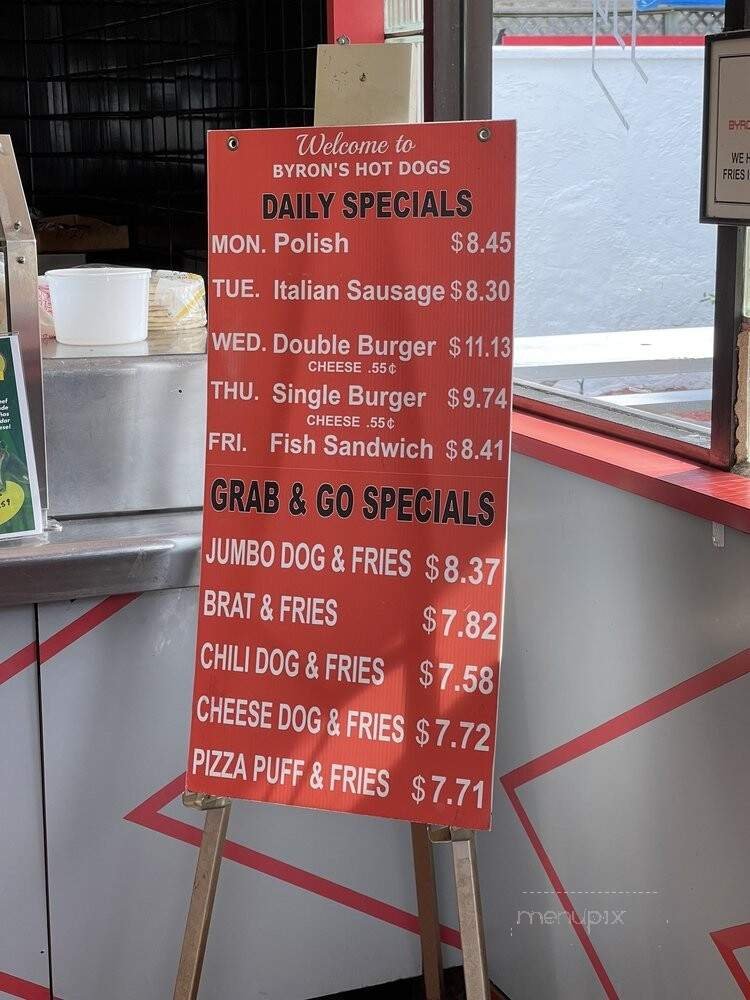 Welcome to
BYRON'S HOT DOGS
DAILY SPECIALS
MON. Polish $8.45
TUE. Italian Sausage $8.30
WED. Double Burger $11.13
CHEESE .55¢
THU. Single Burger $9.74
CHEESE .55¢
FRI. Fish Sandwich $8.41
GRAB & GO SPECIALS
JUMBO DOG & FRIES $8.37
BRAT & FRIES $7.82
CHILI DOG & FRIES $7.58
CHEESE DOG & FRIES $7.72
PIZZA PUFF & FRIES $7.71
WE
FRIES
menupix